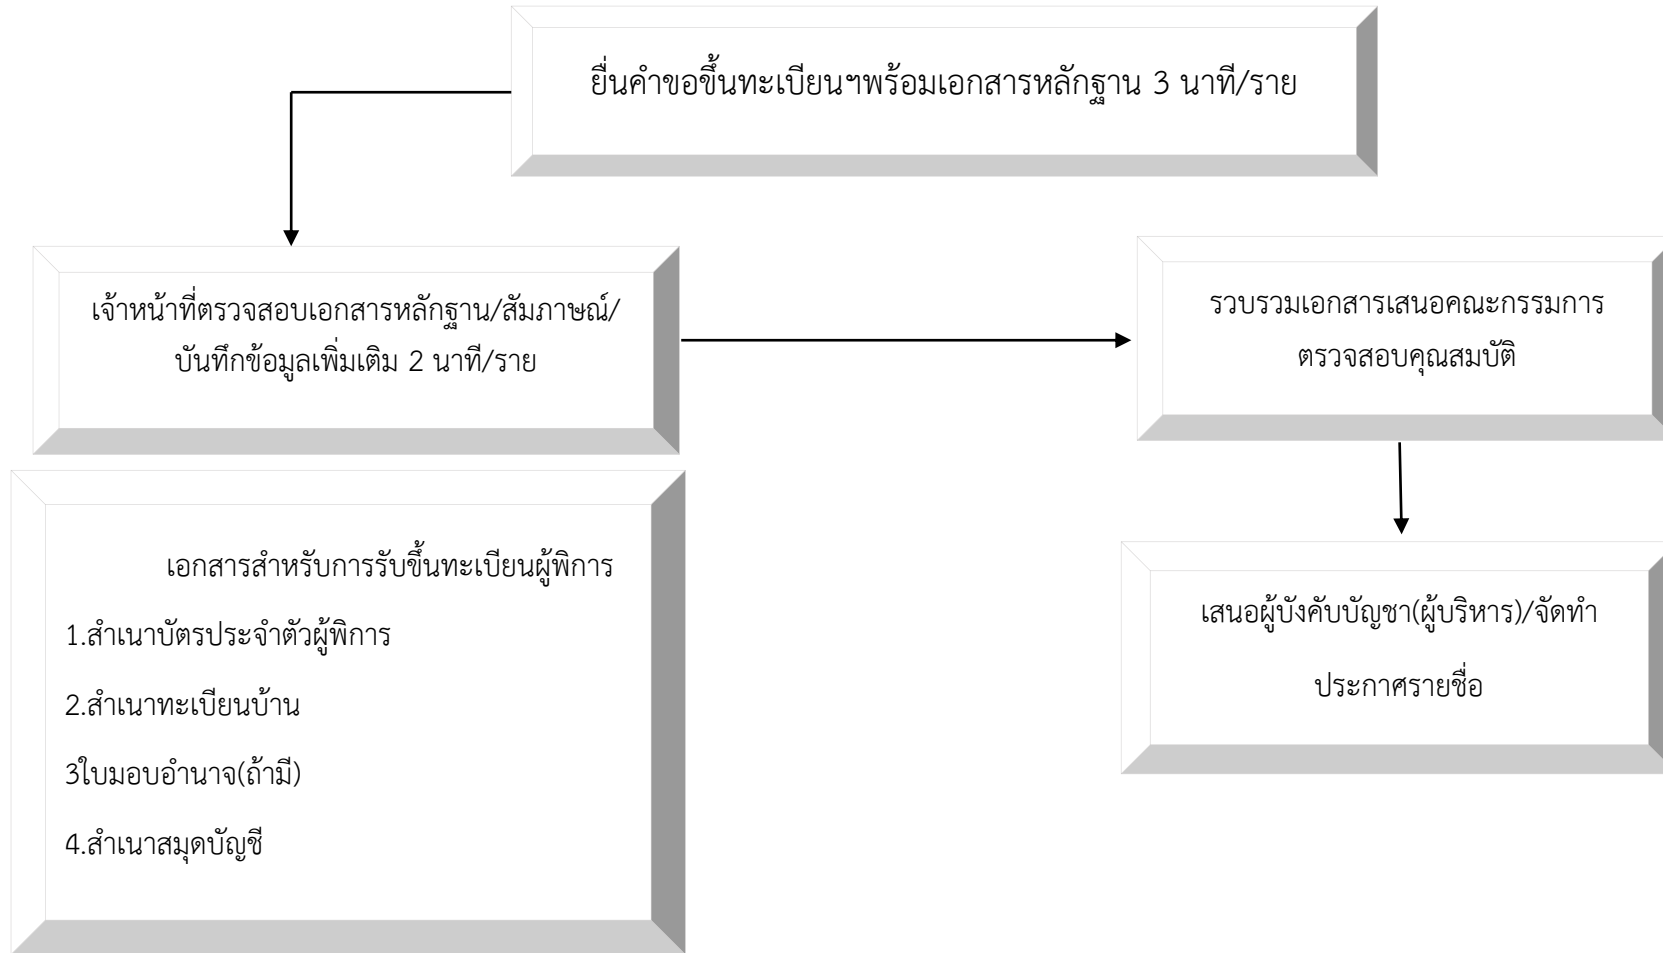 ยื่นคำขอขึ้นทะเบียนฯพร้อมเอกสารหลักฐาน 3 นาที/ราย
เจ้าหน้าที่ตรวจสอบเอกสารหลักฐาน/สัมภาษณ์/
บันทึกข้อมูลเพิ่มเติม 2 นาที/ราย
รวบรวมเอกสารเสนอคณะกรรมการ
ตรวจสอบคุณสมบัติ
เอกสารสำหรับการรับขึ้นทะเบียนผู้พิการ
1.สำเนาบัตรประจำตัวผู้พิการ
2.สำเนาทะเบียนบ้าน
3ใบมอบอำนาจ(ถ้ามี)
4.สำเนาสมุดบัญชี
เสนอผู้บังคับบัญชา(ผู้บริหาร)/จัดทำ
ประกาศรายชื่อ